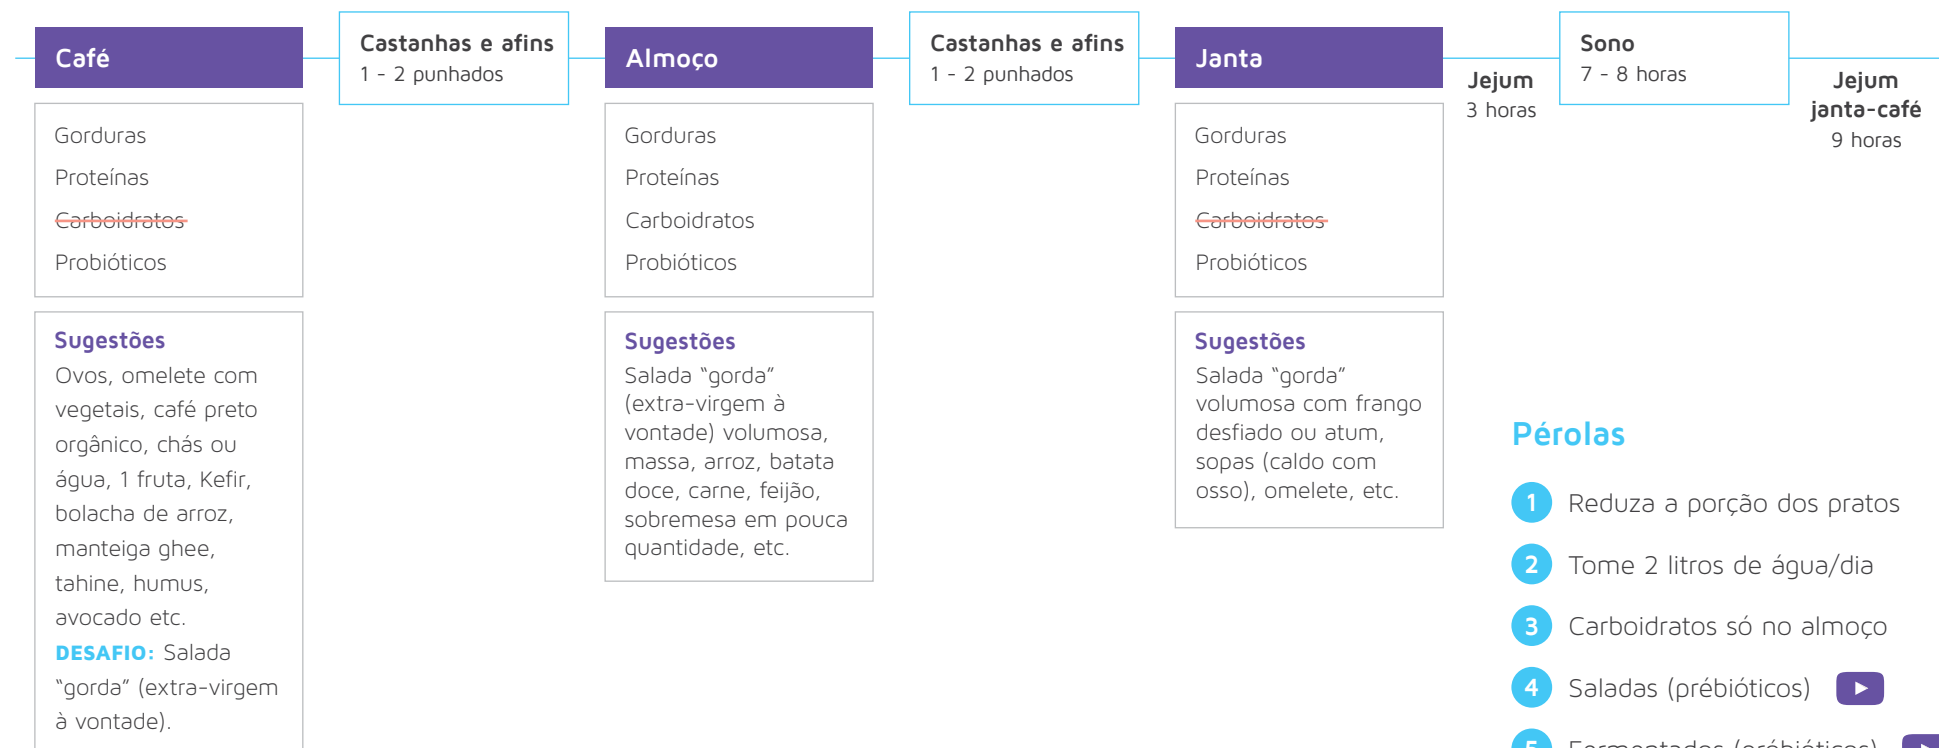 Café
Castanhas e afins
1 - 2 punhados
Almoço
Castanhas e afins
1 - 2 punhados
Janta
Jejum
3 horas
Sono
7 - 8 horas
Jejum
janta-café
9 horas
Gorduras
Proteínas
Carboidratos
Probióticos
Gorduras
Proteínas
Carboidratos
Probióticos
Gorduras
Proteínas
Carboidratos
Probióticos
Sugestões
Ovos, omelete com
vegetais, café preto
orgânico, chás ou
água, 1 fruta, Kefir,
bolacha de arroz,
manteiga ghee,
tahine, humus,
avocado etc.
DESAFIO: Salada
“gorda” (extra-virgem
à vontade).
Sugestões
Salada “gorda”
(extra-virgem à
vontade) volumosa,
massa, arroz, batata
doce, carne, feijão,
sobremesa em pouca
quantidade, etc.
Sugestões
Salada “gorda”
volumosa com frango
desfiado ou atum,
sopas (caldo com
osso), omelete, etc.
Pérolas
1 Reduza a porção dos pratos
2 Tome 2 litros de água/dia
3 Carboidratos só no almoço
4 Saladas (prébióticos)
5 Fermentados (próbióticos)